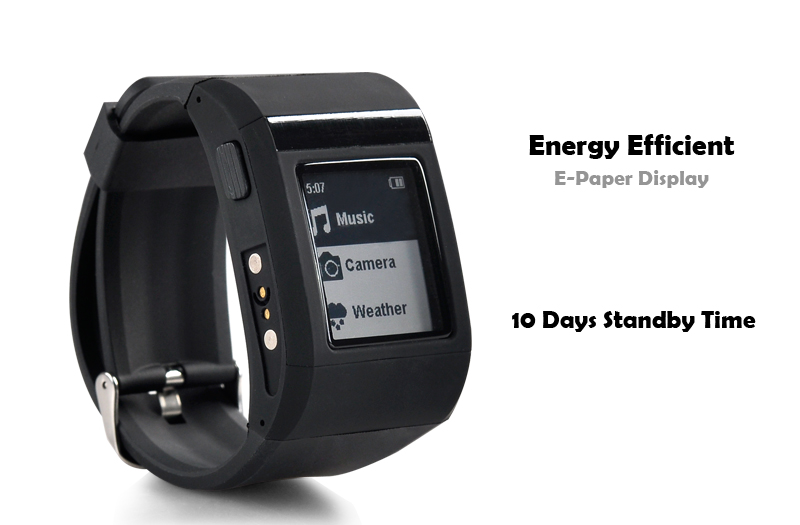 5:07
Music
Camera
Weather
Energy Efficient
E-Paper Display
10 Days Standby Time